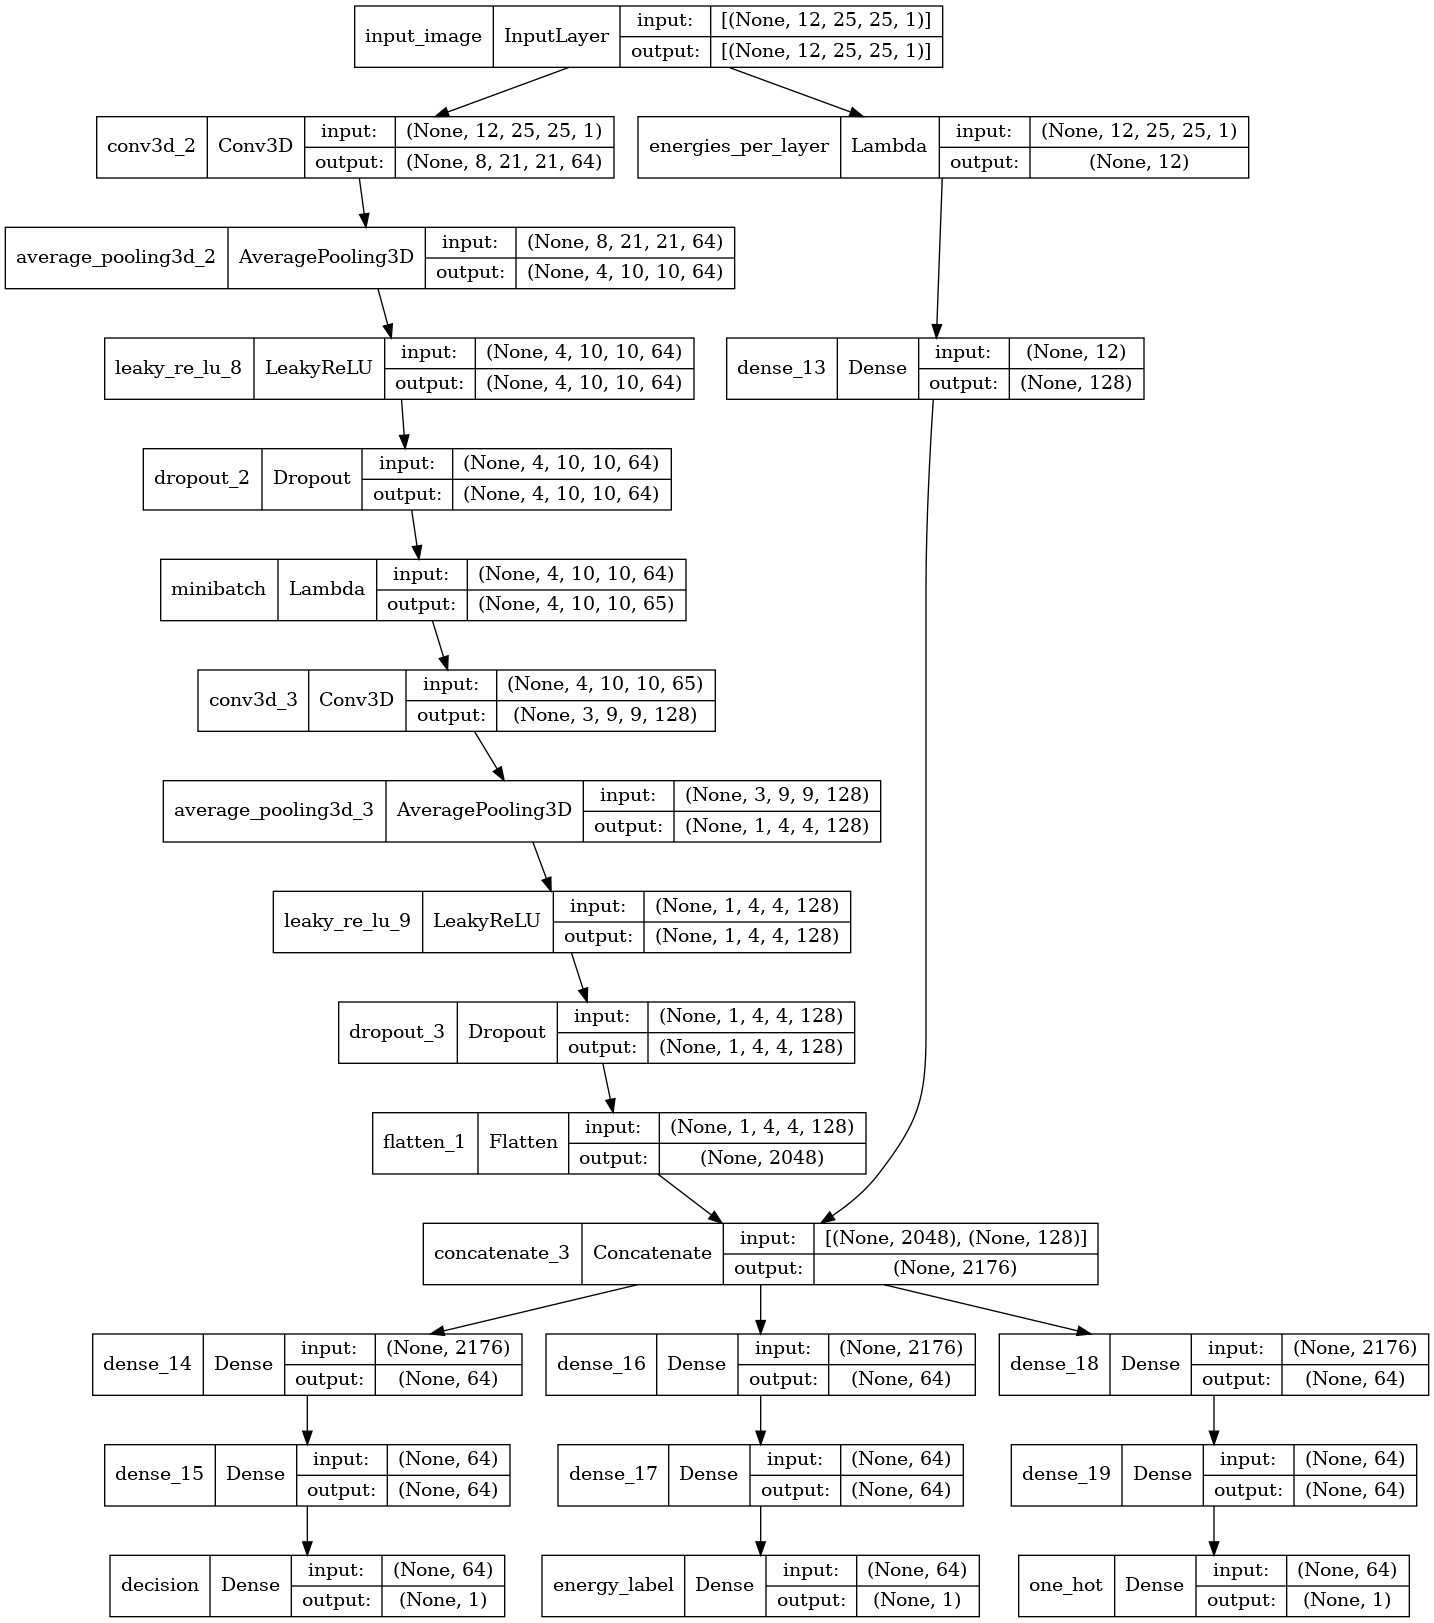 input_image InputLayer input: [(None, 12, 25, 25, 1)]
output: [(None, 12, 25, 25, 1)]
conv3d_2 Conv3D input: (None, 12, 25, 25, 1)
output: (None, 8, 21, 21, 64)
energies_per_layer Lambda input: (None, 12, 25, 25, 1)
output: (None, 12)
average_pooling3d_2 AveragePooling3D input: (None, 8, 21, 21, 64)
output: (None, 4, 10, 10, 64)
leaky_re_lu_8 LeakyReLU input: (None, 4, 10, 10, 64)
output: (None, 4, 10, 10, 64)
dense_13 Dense input: (None, 12)
output: (None, 128)
dropout_2 Dropout input: (None, 4, 10, 10, 64)
output: (None, 4, 10, 10, 64)
minibatch Lambda input: (None, 4, 10, 10, 64)
output: (None, 4, 10, 10, 65)
conv3d_3 Conv3D input: (None, 4, 10, 10, 65)
output: (None, 3, 9, 9, 128)
average_pooling3d_3 AveragePooling3D input: (None, 3, 9, 9, 128)
output: (None, 1, 4, 4, 128)
leaky_re_lu_9 LeakyReLU input: (None, 1, 4, 4, 128)
output: (None, 1, 4, 4, 128)
dropout_3 Dropout input: (None, 1, 4, 4, 128)
output: (None, 1, 4, 4, 128)
flatten_1 Flatten input: (None, 1, 4, 4, 128)
output: (None, 2048)
concatenate_3 Concatenate input: [(None, 2048), (None, 128)]
output: (None, 2176)
dense_14 Dense input: (None, 2176)
output: (None, 64)
dense_16 Dense input: (None, 2176)
output: (None, 64)
dense_18 Dense input: (None, 2176)
output: (None, 64)
dense_15 Dense input: (None, 64)
output: (None, 64)
dense_17 Dense input: (None, 64)
output: (None, 64)
dense_19 Dense input: (None, 64)
output: (None, 64)
decision Dense input: (None, 64)
output: (None, 1)
energy_label Dense input: (None, 64)
output: (None, 1)
one_hot Dense input: (None, 64)
output: (None, 1)